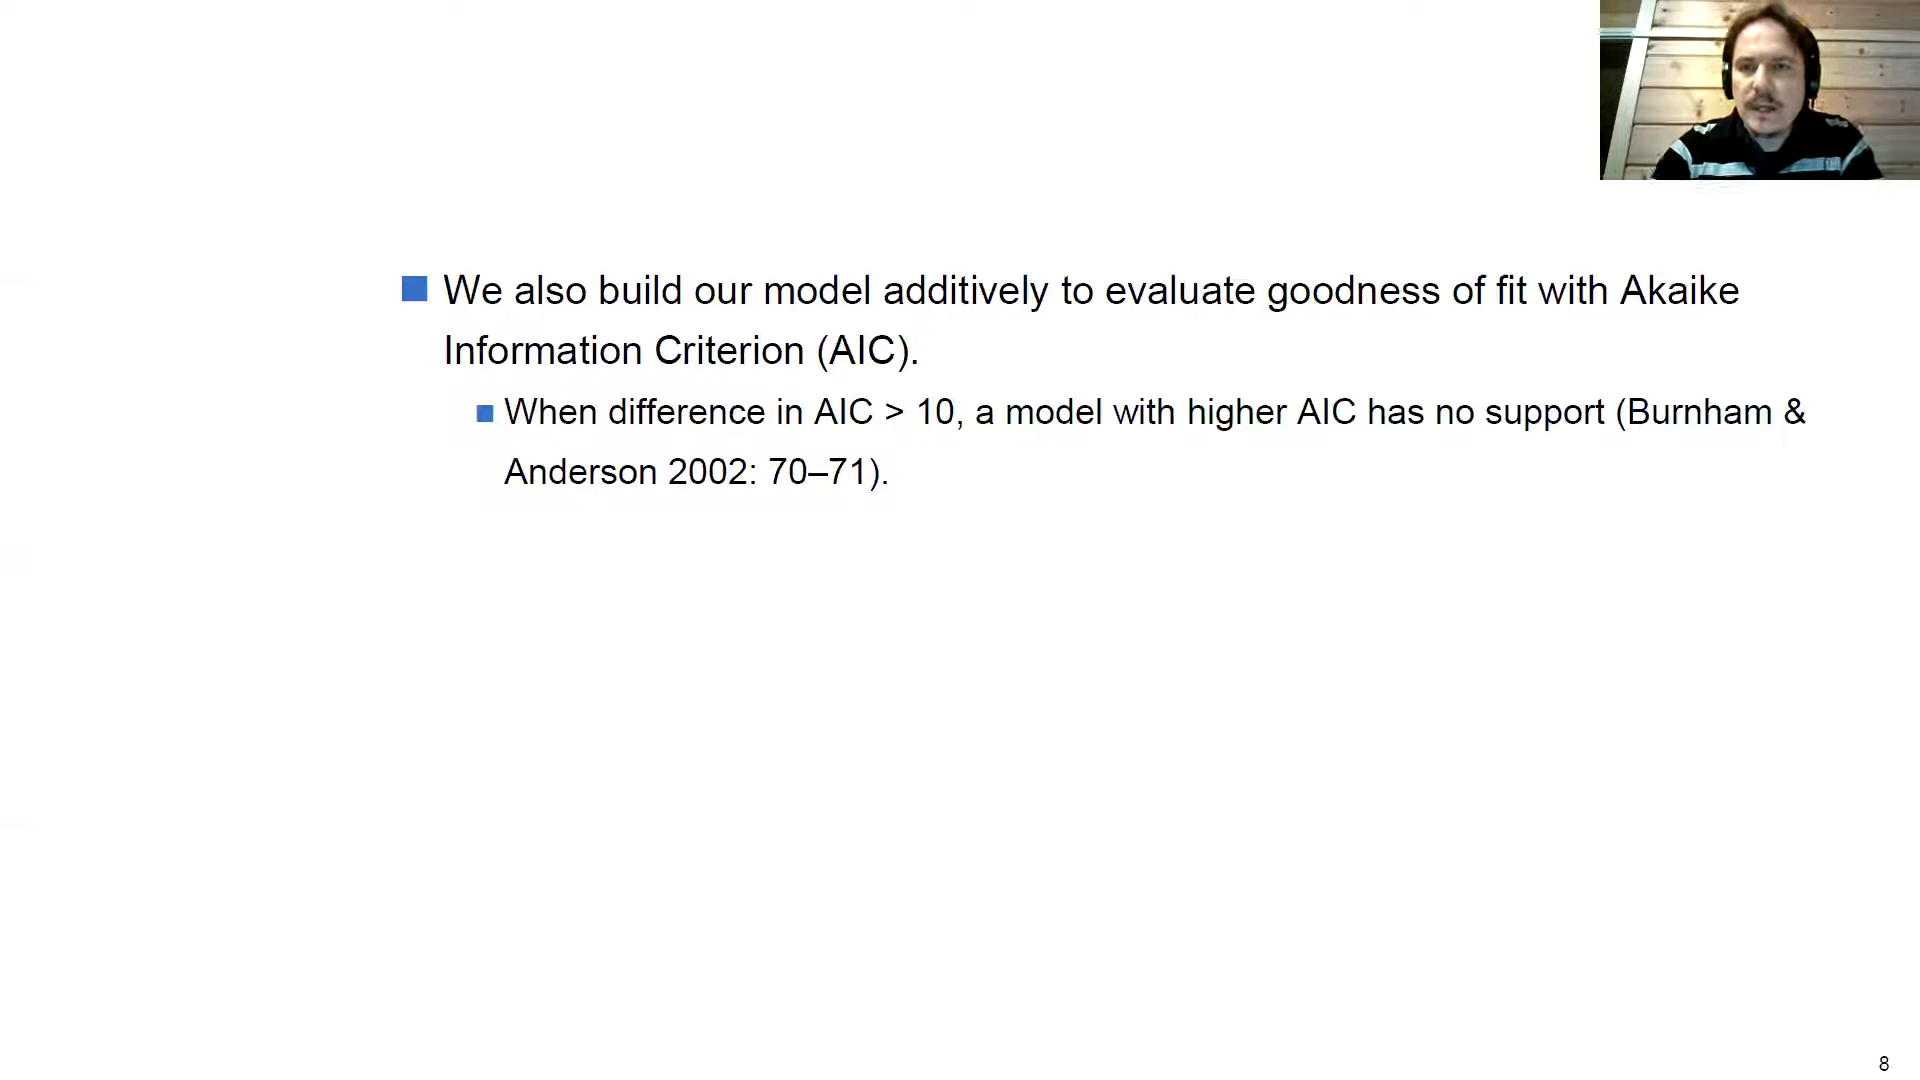 We also build our model additively to evaluate goodness of fit with Akaike
Information Criterion (AIC).
When difference in AIC > 10, a model with higher AIC has no support (Burnham &
Anderson 2002: 70–71).
8